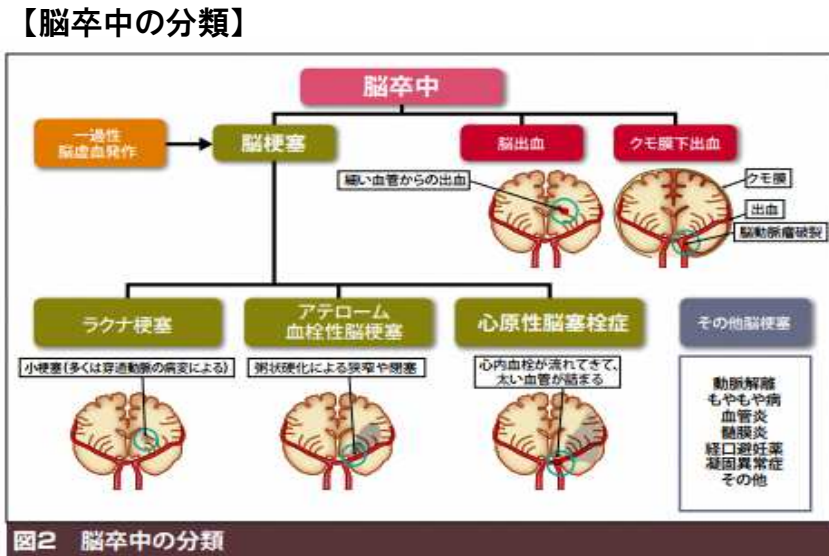 【脳卒中の分類】
脳卒中
一過性
脳虚血発作
脳梗塞
脳出血
クモ膜下出血
細い血管からの出血
クモ膜
出血
脳動脈瘤破裂
ラクナ梗塞
アテローム
血栓性脳梗塞
心原性脳塞栓症
その他脳梗塞
小梗塞(多くは穿通動脈の病変による)
粥状硬化による狭窄や閉塞
心内血栓が流れてきて、
太い血管が詰まる
動脈解離
もやもや病
血管炎
髄膜炎
経口避妊薬
凝固異常症
その他
図2 脳卒中の分類